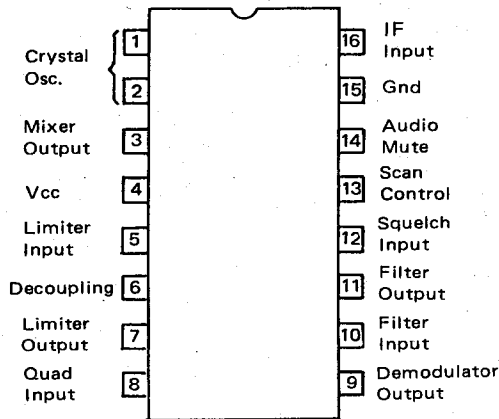 Crystal
Osc.
1
2
Mixer
Output
3
Vcc
4
Limiter
Input
5
Decoupling
6
Limiter
Output
7
Quad
Input
8
16
IF
Input
15
Gnd
14
Audio
Mute
13
Scan
Control
12
Squelch
Input
11
Filter
Output
10
Filter
Input
9
Demodulator
Output